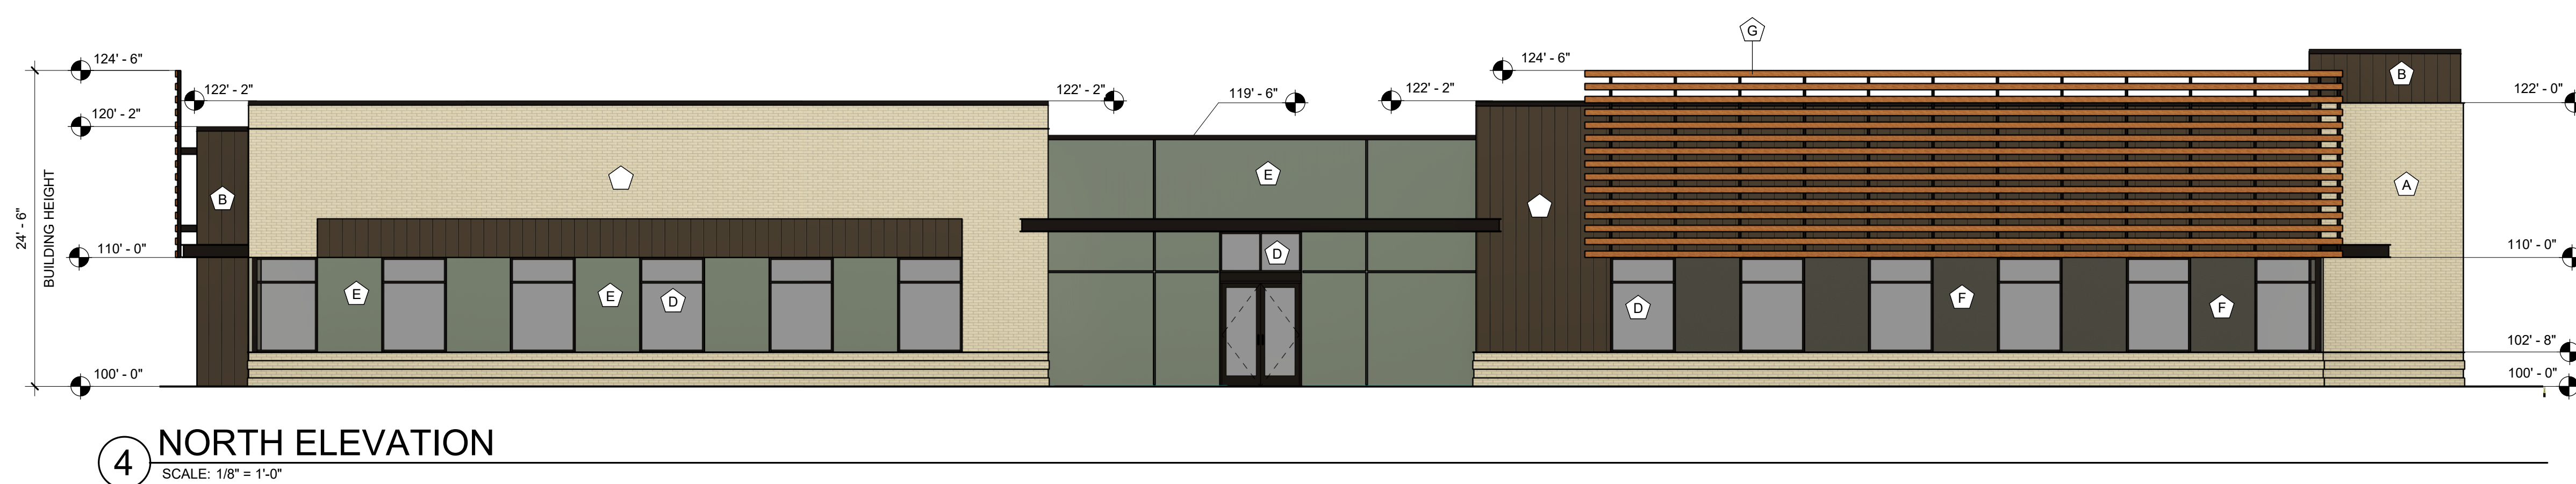 G
124' - 6"
124' - 6"
B
122' - 2"
122' - 2"
119' - 6"
122' - 2"
122' - 0"
120' - 2"
E
B
A
24' - 6"
BUILDING HEIGHT
110' - 0"
D
110' - 0"
E
E
D
D
F
F
102' - 8"
100' - 0"
100' - 0"
4
NORTH ELEVATION
SCALE: 1/8" = 1'-0"